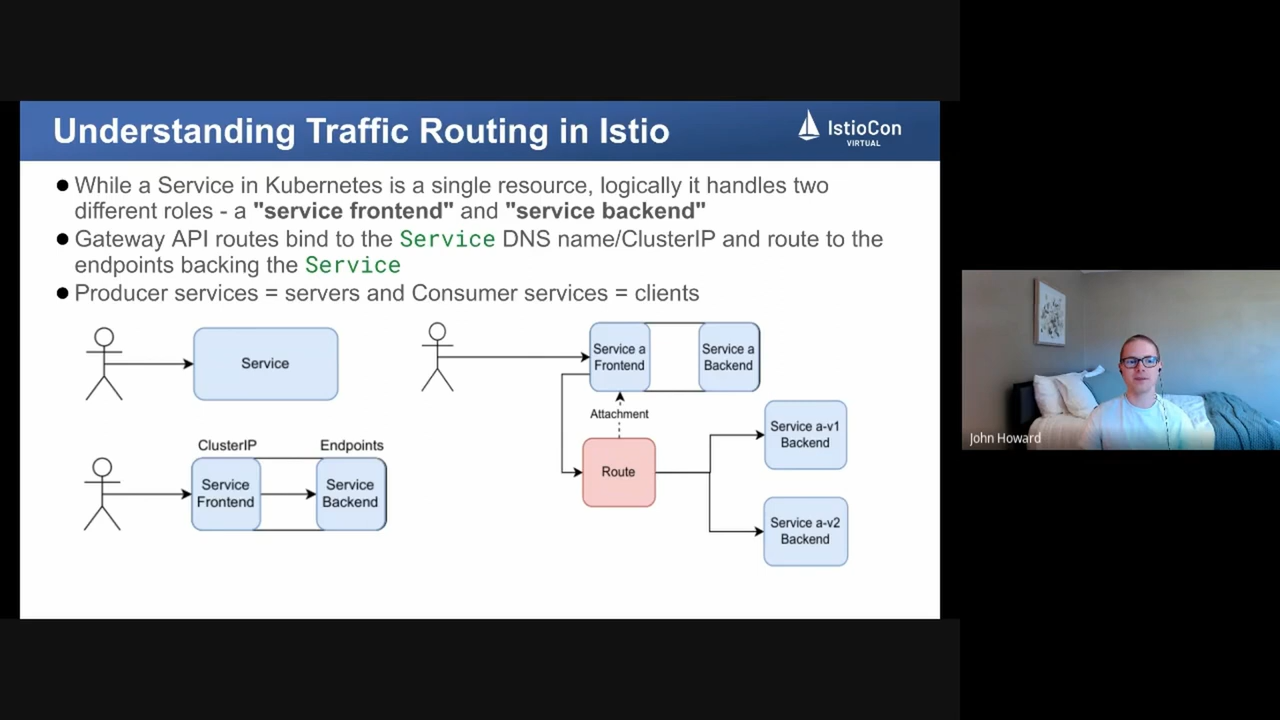 Understanding Traffic Routing in Istio
IstioCon
VIRTUAL
● While a Service in Kubernetes is a single resource, logically it handles two
different roles - a "service frontend" and "service backend"
● Gateway API routes bind to the Service DNS name/ClusterIP and route to the
endpoints backing the Service
● Producer services = servers and Consumer services = clients
Service
ClusterIP
Endpoints
Service
Frontend
Service
Backend
Service a
Frontend
Service a
Backend
Attachment
Route
Service a-v1
Backend
Service a-v2
Backend
John Howard